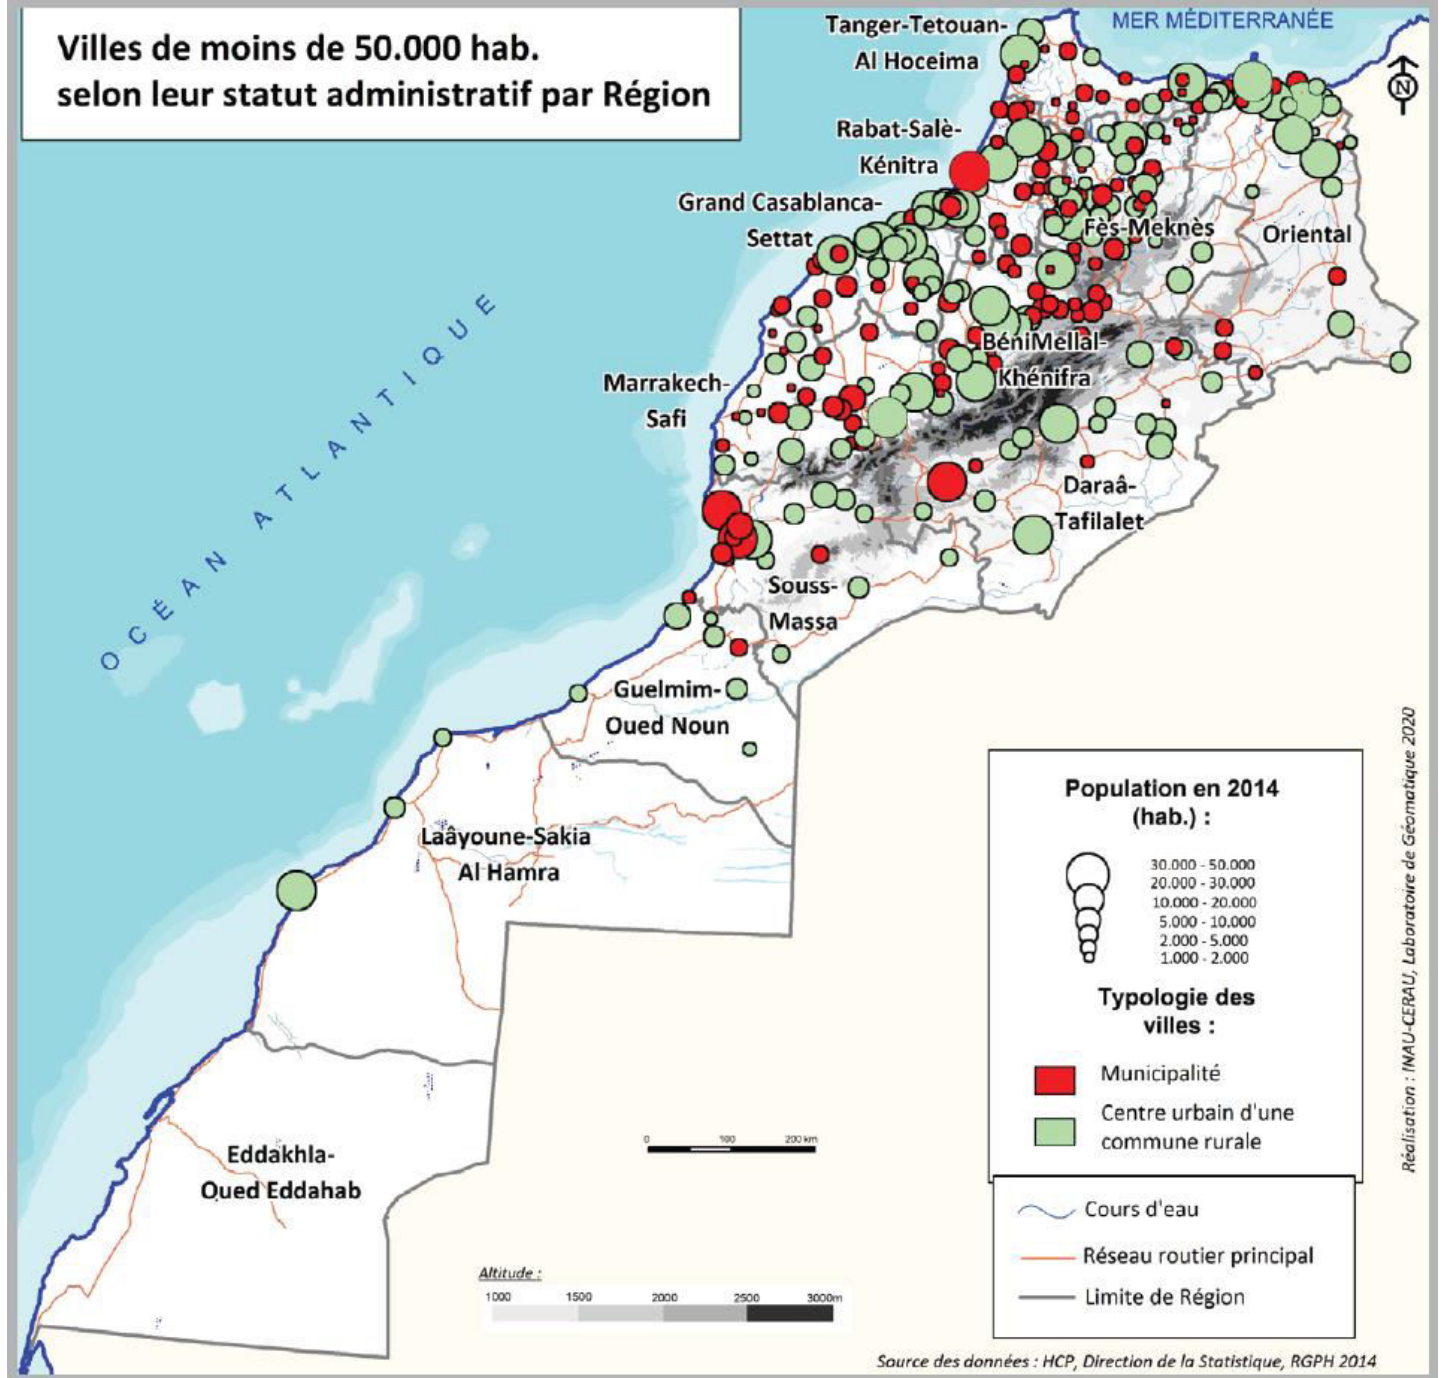 Villes de moins de 50.000 hab.
selon leur statut administratif par Région
MER MÉDITERRANÉE
N
Tanger-Tetouan-
Al Hoceima
Rabat-Salè-
Kénitra
Grand Casablanca-
Settat
Fès-Meknès
Oriental
BéniMellal-
Khénifra
Marrakech-
Safi
OCÉAN ATLANTIQUE
Daraâ-
Tafilalet
Souss-
Massa
Guelmim-
Oued Noun
Laâyoune-Sakia
Al Hamra
Eddakhla-
Oued Eddahab
Population en 2014
(hab.) :
30.000 - 50.000
20.000 - 30.000
10.000 - 20.000
5.000 - 10.000
2.000 - 5.000
1.000 - 2.000
Typologie des
villes :
Municipalité
Centre urbain d'une
commune rurale
Cours d'eau
Réseau routier principal
Limite de Région
0 100 200 km
Altitude :
1000 1500 2000 2500 3000m
Réalisation : INAU-CERAU, Laboratoire de Géomatique 2020
Source des données : HCP, Direction de la Statistique, RGPH 2014